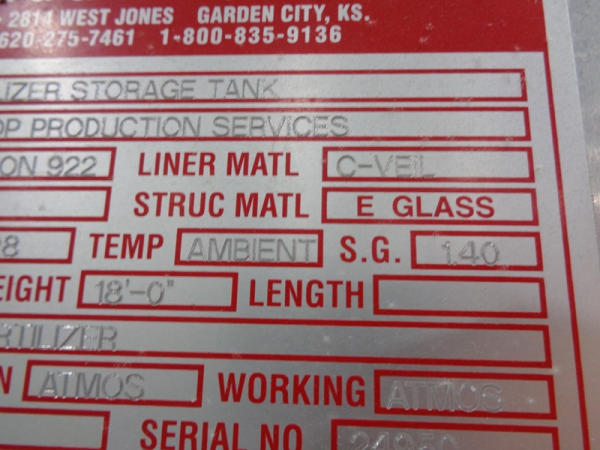 2814 WEST JONES GARDEN CITY, KS.
620-275-7461 1-800-835-9136
LIZER STORAGE TANK
OP PRODUCTION SERVICES
ON 922 LINER MATL C-VEIL
STRUC MATL E GLASS
98 TEMP AMBIENT S.G. 1.40
EIGHT 18'-0" LENGTH
RTILIZER
N ATMOS WORKING ATMOS
SERIAL NO